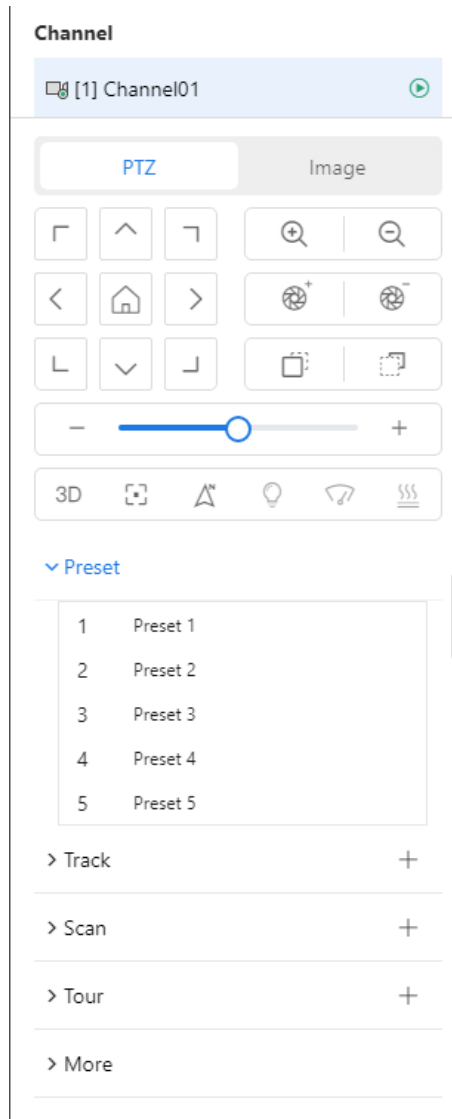 Channel
[1] Channel01
PTZ Image
3D N
Preset
1 Preset 1
2 Preset 2
3 Preset 3
4 Preset 4
5 Preset 5
Track
Scan
Tour
More